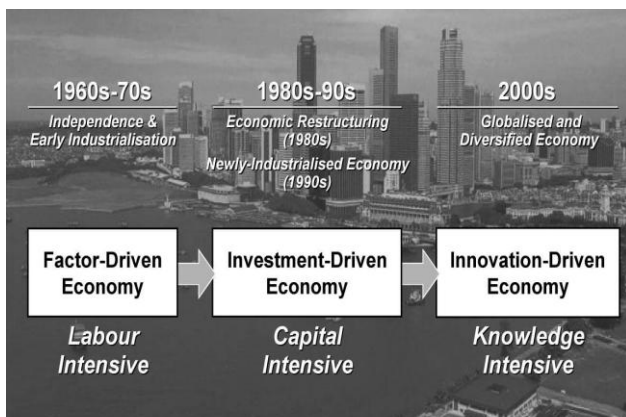 1960s-70s
Independence &
Early Industrialisation
1980s-90s
Economic Restructuring
(1980s)
Newly-Industrialised Economy
(1990s)
2000s
Globalised and
Diversified Economy
Factor-Driven
Economy
Investment-Driven
Economy
Innovation-Driven
Economy
Labour
Intensive
Capital
Intensive
Knowledge
Intensive